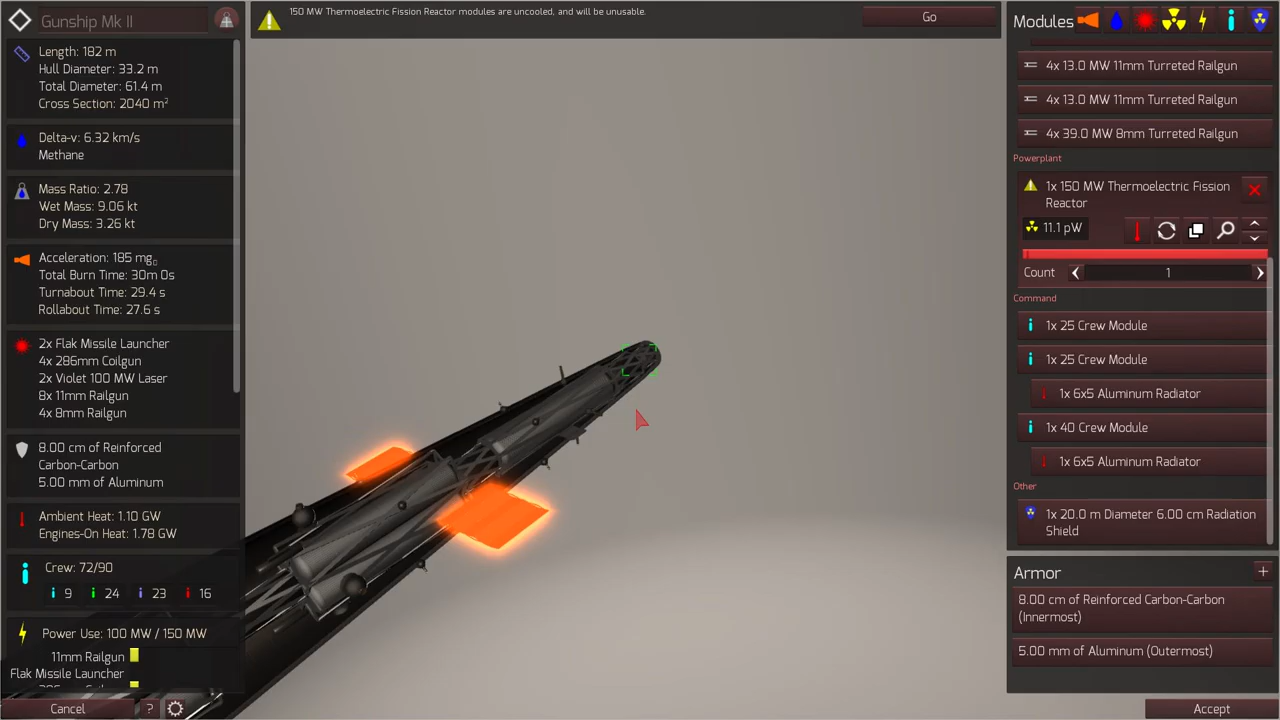 Gunship Mk II
Length: 182 m
Hull Diameter: 33.2 m
Total Diameter: 61.4 m
Cross Section: 2040 m²
Delta-v: 6.32 km/s
Methane
Mass Ratio: 2.78
Wet Mass: 9.06 kt
Dry Mass: 3.26 kt
Acceleration: 185 mg
Total Burn Time: 30m 0s
Turnabout Time: 29.4 s
Rollabout Time: 27.6 s
2x Flak Missile Launcher
4x 286mm Coilgun
2x Violet 100 MW Laser
8x 11mm Railgun
4x 8mm Railgun
8.00 cm of Reinforced
Carbon-Carbon
5.00 mm of Aluminum
Ambient Heat: 1.10 GW
Engines-On Heat: 1.78 GW
Crew: 72/90
9 24 23 16
Power Use: 100 MW / 150 MW
11mm Railgun
Flak Missile Launcher
Cancel
?
150 MW Thermoelectric Fission Reactor modules are uncooled, and will be unusable.
Go
Modules
4x 13.0 MW 11mm Turreted Railgun
4x 13.0 MW 11mm Turreted Railgun
4x 39.0 MW 8mm Turreted Railgun
Powerplant
1x 150 MW Thermoelectric Fission
Reactor
11.1 pW
Count
1
Command
1x 25 Crew Module
1x 25 Crew Module
1x 6x5 Aluminum Radiator
1x 40 Crew Module
1x 6x5 Aluminum Radiator
Other
1x 20.0 m Diameter 6.00 cm Radiation
Shield
Armor
+
8.00 cm of Reinforced Carbon-Carbon
(Innermost)
5.00 mm of Aluminum (Outermost)
Accept